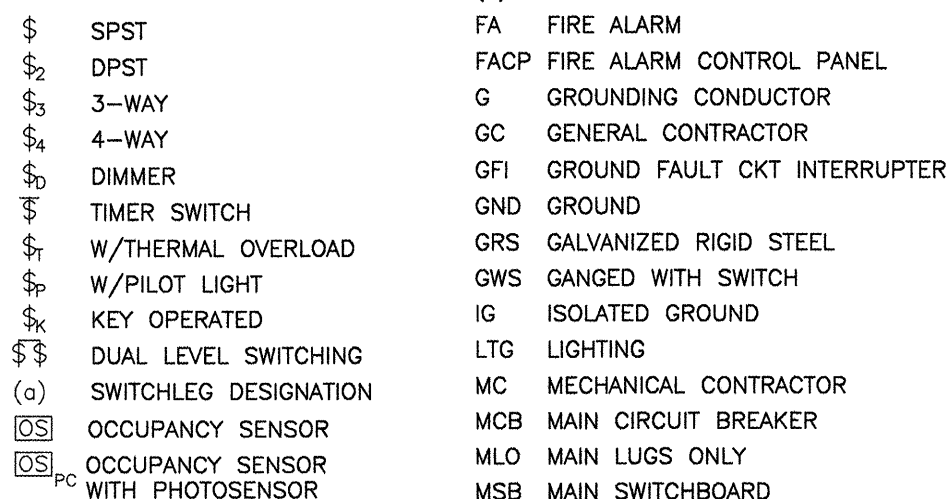 $ SPST
$2 DPST
$3 3-WAY
$4 4-WAY
$D DIMMER
$ TIMER SWITCH
$T W/THERMAL OVERLOAD
$P W/PILOT LIGHT
$K KEY OPERATED
$$ DUAL LEVEL SWITCHING
(a) SWITCHLEG DESIGNATION
OS OCCUPANCY SENSOR
OS PC OCCUPANCY SENSOR
WITH PHOTOSENSOR
FA FIRE ALARM
FACP FIRE ALARM CONTROL PANEL
G GROUNDING CONDUCTOR
GC GENERAL CONTRACTOR
GFI GROUND FAULT CKT INTERRUPTER
GND GROUND
GRS GALVANIZED RIGID STEEL
GWS GANGED WITH SWITCH
IG ISOLATED GROUND
LTG LIGHTING
MC MECHANICAL CONTRACTOR
MCB MAIN CIRCUIT BREAKER
MLO MAIN LUGS ONLY
MSB MAIN SWITCHBOARD